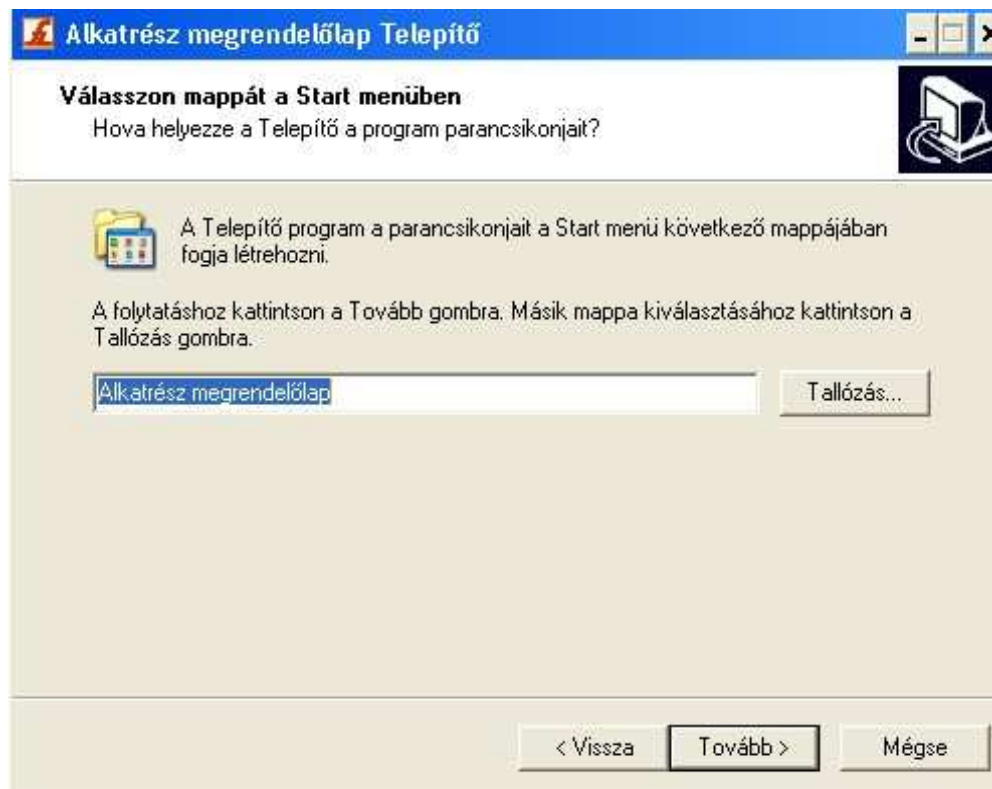 Alkatrész megrendelőlap Telepítő
Válasszon mappát a Start menüben
Hova helyezze a Telepítő a program parancsikonjait?
A Telepítő program a parancsikonjait a Start menü következő mappájában
fogja létrehozni.
A folytatáshoz kattintson a Tovább gombra. Másik mappa kiválasztásához kattintson a
Tallózás gombra.
Alkatrész megrendelőlap
Tallózás...
< Vissza
Tovább >
Mégse